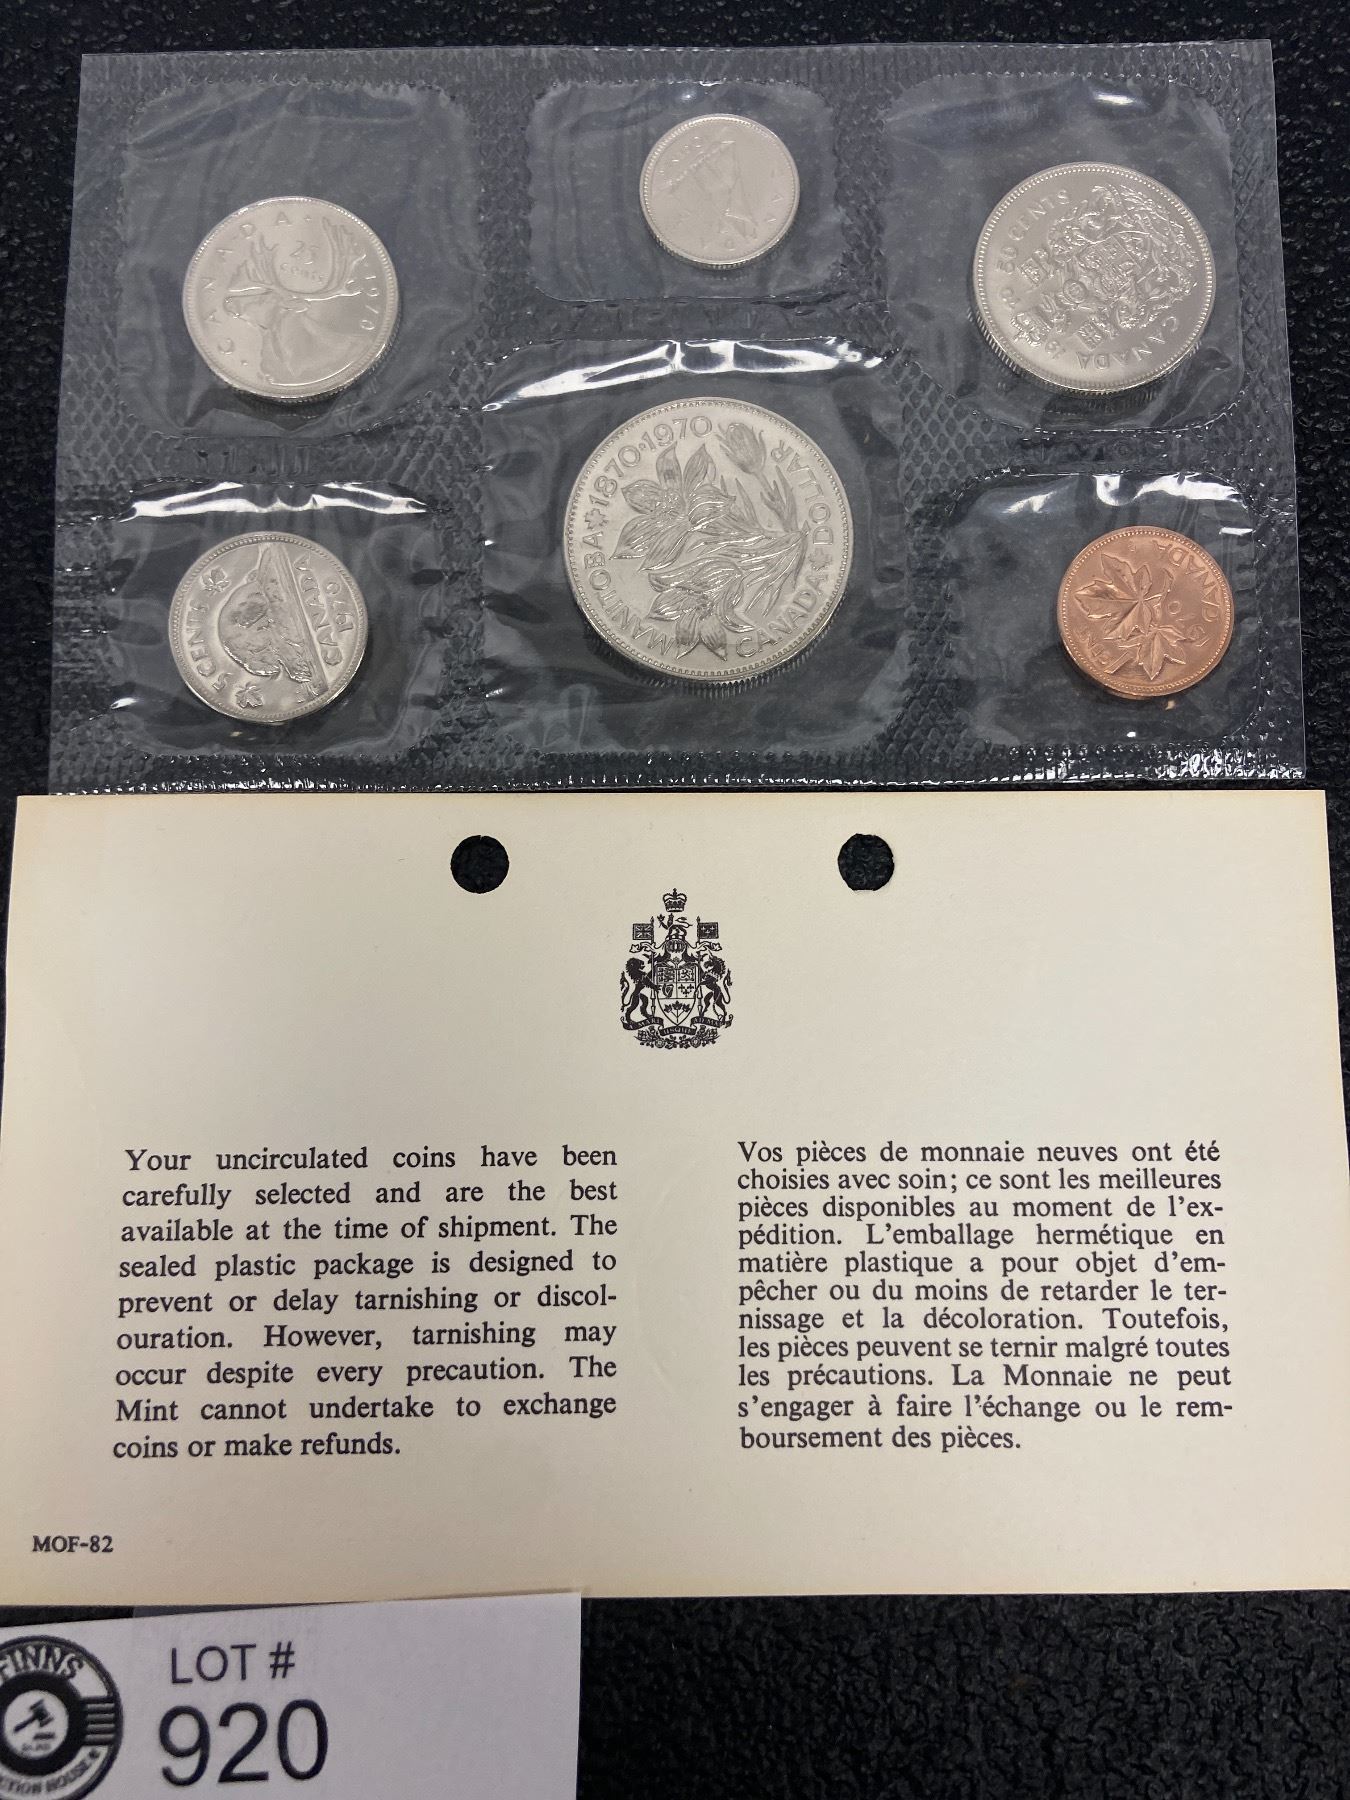 CANADA
25
cents
1970
50 CENTS
1970
CANADA
MANITOBA 1870·1970
CANADA DOLLAR
5 CENTS
CANADA
1970
1 CENT
1970 CANADA
Your uncirculated coins have been
carefully selected and are the best
available at the time of shipment. The
sealed plastic package is designed to
prevent or delay tarnishing or discol-
ouration. However, tarnishing may
occur despite every precaution. The
Mint cannot undertake to exchange
coins or make refunds.
Vos pièces de monnaie neuves ont été
choisies avec soin; ce sont les meilleures
pièces disponibles au moment de l'ex-
pédition. L'emballage hermétique en
matière plastique a pour objet d'em-
pêcher ou du moins de retarder le ter-
nissage et la décoloration. Toutefois,
les pièces peuvent se ternir malgré toutes
les précautions. La Monnaie ne peut
s'engager à faire l'échange ou le rem-
boursement des pièces.
MOF-82
FINNS
HOUSE
LOT #
920